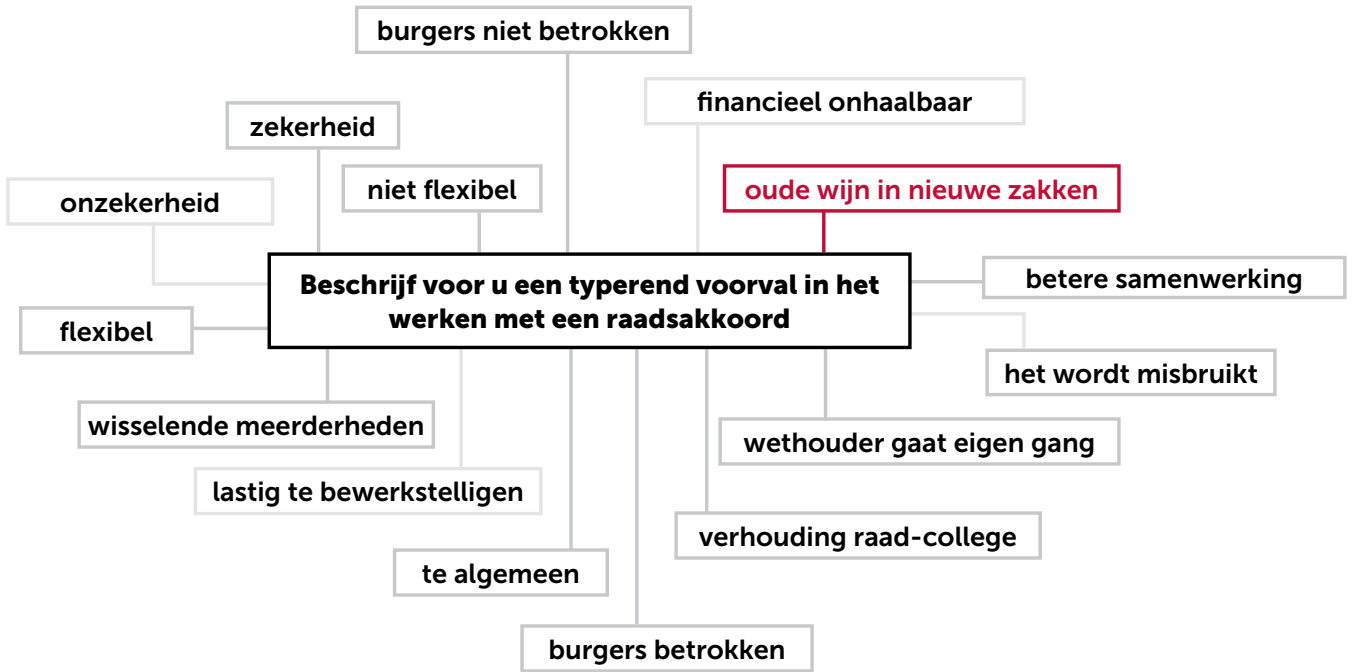 burgers niet betrokken
financieel onhaalbaar
zekerheid
niet flexibel
oude wijn in nieuwe zakken
onzekerheid
Beschrijf voor u een typerend voorval in het
werken met een raadsakkoord
betere samenwerking
flexibel
het wordt misbruikt
wisselende meerderheden
wethouder gaat eigen gang
lastig te bewerkstelligen
verhouding raad-college
te algemeen
burgers betrokken